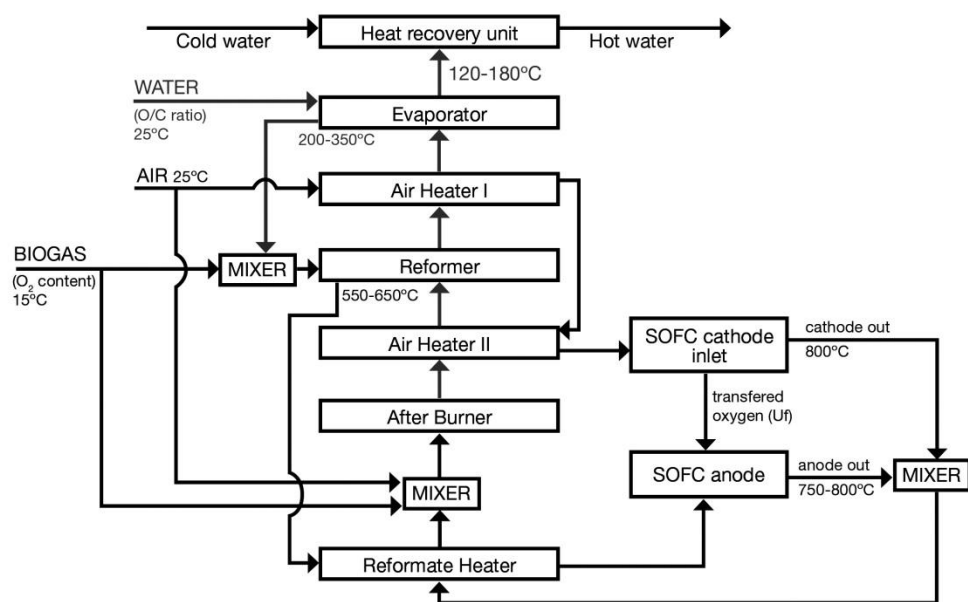 Cold water
Heat recovery unit
Hot water
120-180ºC
WATER
(O/C ratio)
25ºC
Evaporator
200-350ºC
AIR 25ºC
Air Heater I
BIOGAS
(O₂ content)
15ºC
MIXER
Reformer
550-650ºC
Air Heater II
SOFC cathode
inlet
cathode out
800ºC
After Burner
transfered
oxygen (Uf)
MIXER
SOFC anode
anode out
750-800ºC
MIXER
Reformate Heater